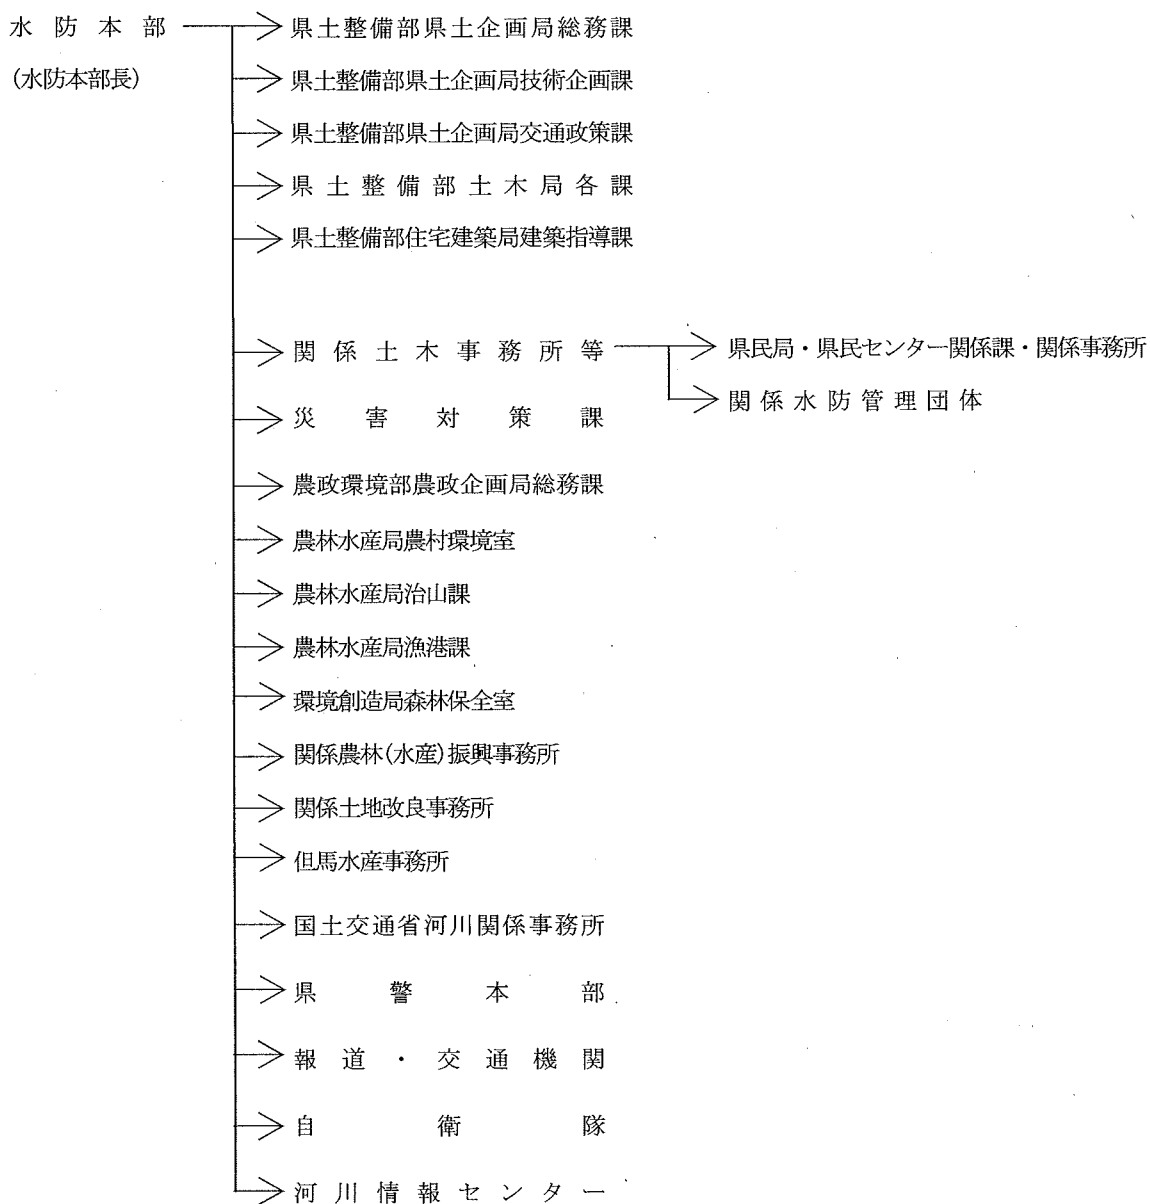 水防本部
県土整備部県土企画局総務課
(水防本部長)
県土整備部県土企画局技術企画課
県土整備部県土企画局交通政策課
県土整備部土木局各課
県土整備部住宅建築局建築指導課
関係土木事務所等
県民局・県民センター関係課・関係事務所
関係水防管理団体
災害対策課
農政環境部農政企画局総務課
農林水産局農村環境室
農林水産局治山課
農林水産局漁港課
環境創造局森林保全室
関係農林(水産)振興事務所
関係土地改良事務所
但馬水産事務所
国土交通省河川関係事務所
県警本部
報道・交通機関
自衛隊
河川情報センター